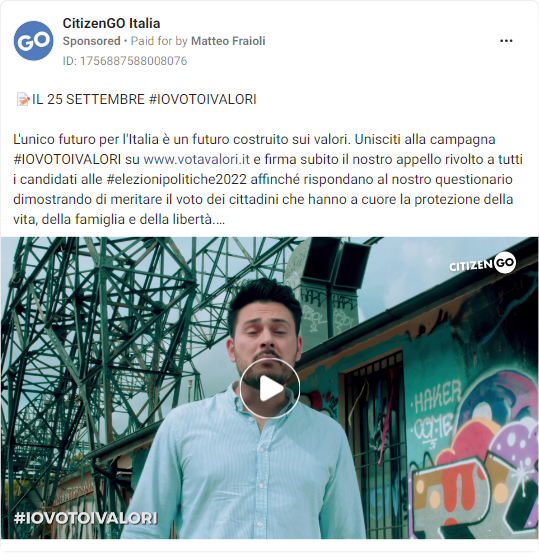 CitizenGO Italia
Sponsored • Paid for by Matteo Fraioli
ID: 1756887588008076
📝IL 25 SETTEMBRE #IOVOTOIVALORI
L'unico futuro per l'Italia è un futuro costruito sui valori. Unisciti alla campagna
#IOVOTOIVALORI su www.votavalori.it e firma subito il nostro appello rivolto a tutti
i candidati alle #elezionipolitiche2022 affinché rispondano al nostro questionario
dimostrando di meritare il voto dei cittadini che hanno a cuore la protezione della
vita, della famiglia e della libertà....
CITIZENGO
HAKER
COME
#IOVOTOIVALORI
GO